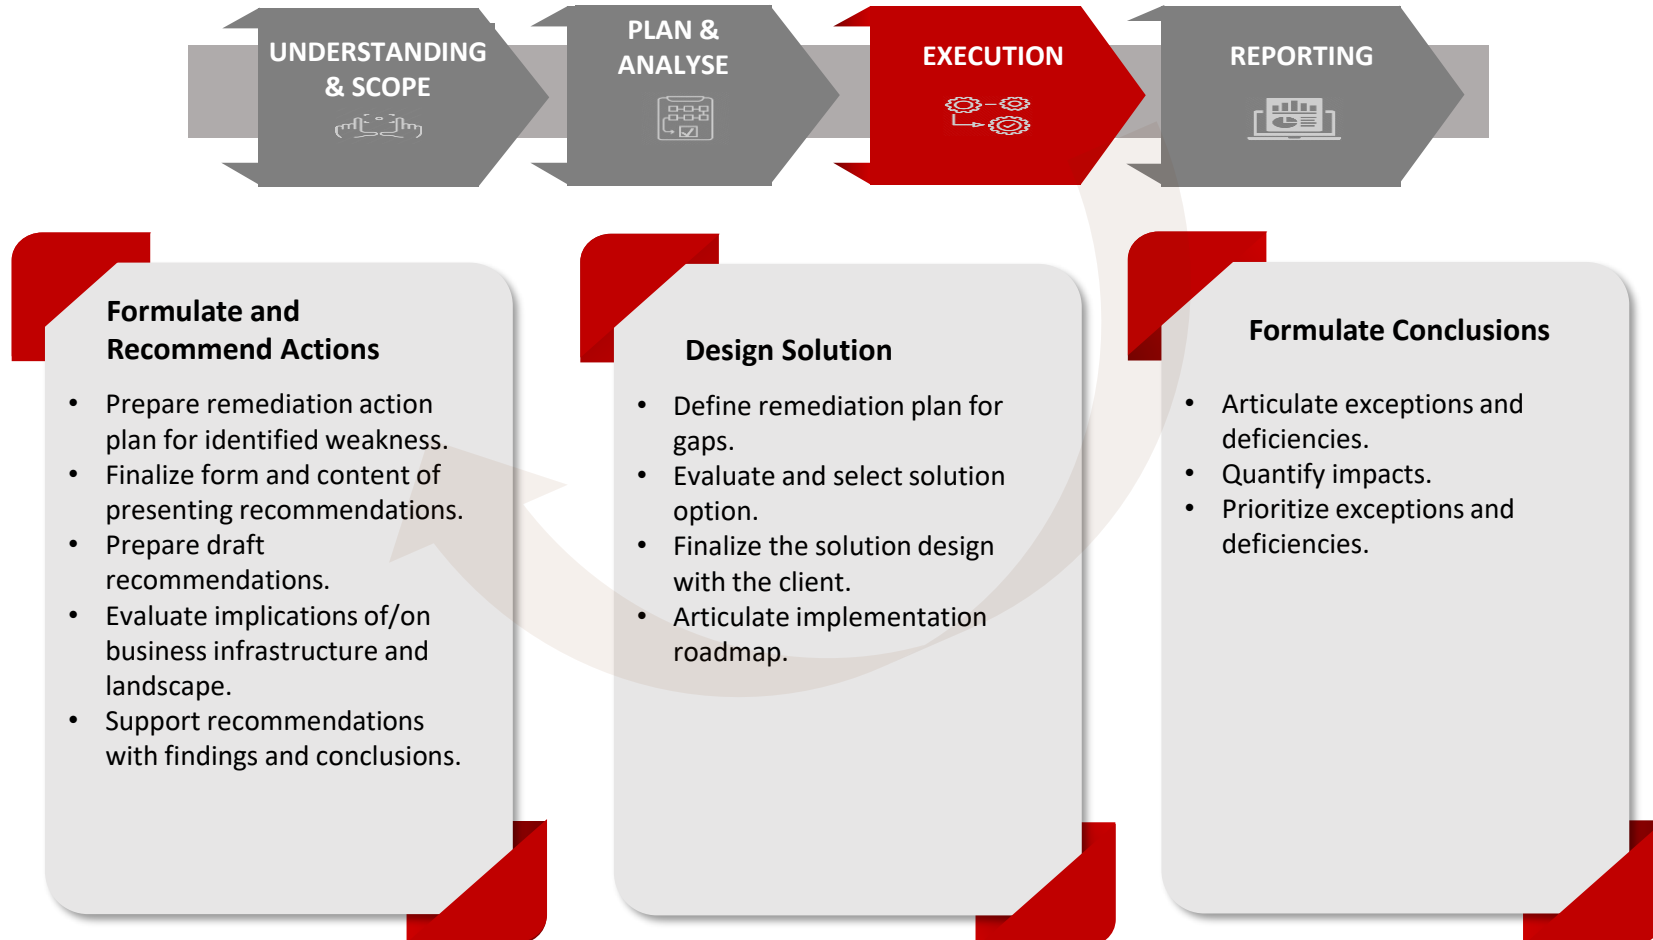 UNDERSTANDING
& SCOPE
PLAN &
ANALYSE
EXECUTION
REPORTING
Formulate and
Recommend Actions
• Prepare remediation action
plan for identified weakness.
• Finalize form and content of
presenting recommendations.
• Prepare draft
recommendations.
• Evaluate implications of/on
business infrastructure and
landscape.
• Support recommendations
with findings and conclusions.
Design Solution
• Define remediation plan for
gaps.
• Evaluate and select solution
option.
• Finalize the solution design
with the client.
• Articulate implementation
roadmap.
Formulate Conclusions
• Articulate exceptions and
deficiencies.
• Quantify impacts.
• Prioritize exceptions and
deficiencies.